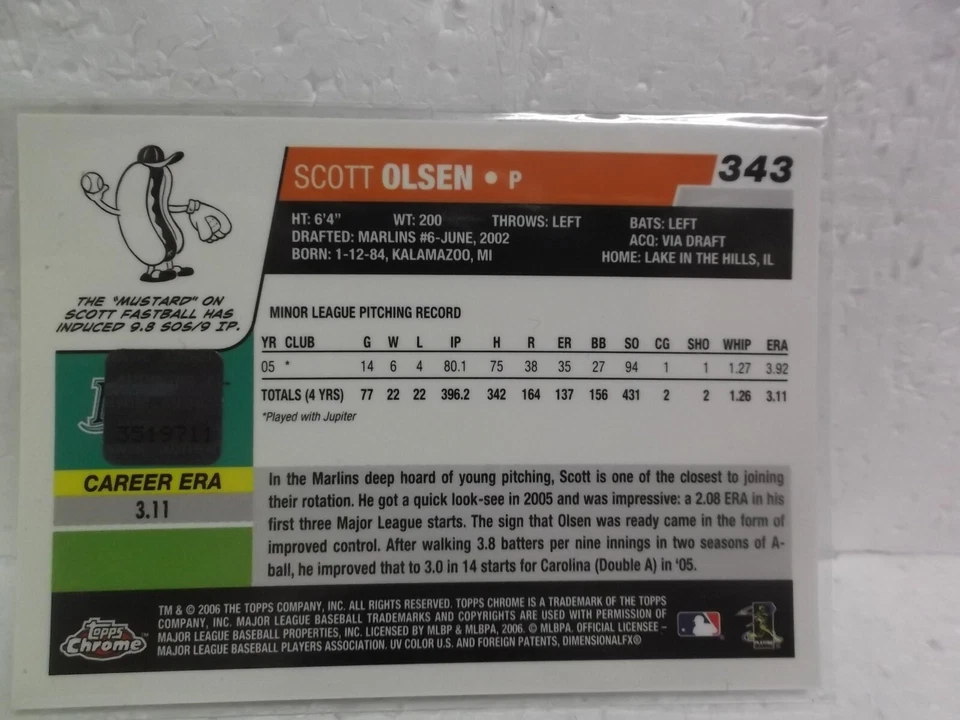 SCOTT OLSEN • P
343
HT: 6'4" WT: 200 THROWS: LEFT BATS: LEFT
DRAFTED: MARLINS #6-JUNE, 2002 ACQ: VIA DRAFT
BORN: 1-12-84, KALAMAZOO, MI HOME: LAKE IN THE HILLS, IL
THE "MUSTARD" ON
SCOTT FASTBALL HAS
INDUCED 9.8 SOS/9 IP.
MINOR LEAGUE PITCHING RECORD
YR CLUB G W L IP H R ER BB SO CG SHO WHIP ERA
05 * 14 6 4 80.1 75 38 35 27 94 1 1 1.27 3.92
TOTALS (4 YRS) 77 22 22 396.2 342 164 137 156 431 2 2 1.26 3.11
*Played with Jupiter
3519711
CAREER ERA
3.11
In the Marlins deep hoard of young pitching, Scott is one of the closest to joining
their rotation. He got a quick look-see in 2005 and was impressive: a 2.08 ERA in his
first three Major League starts. The sign that Olsen was ready came in the form of
improved control. After walking 3.8 batters per nine innings in two seasons of A-
ball, he improved that to 3.0 in 14 starts for Carolina (Double A) in '05.
Topps
Chrome™
TM & © 2006 THE TOPPS COMPANY, INC. ALL RIGHTS RESERVED. TOPPS CHROME IS A TRADEMARK OF THE TOPPS
COMPANY, INC. MAJOR LEAGUE BASEBALL TRADEMARKS AND COPYRIGHTS ARE USED WITH PERMISSION OF
MAJOR LEAGUE BASEBALL PROPERTIES, INC. LICENSED BY MLBP & MLBPA, 2006. © MLBPA. OFFICIAL LICENSEE –
MAJOR LEAGUE BASEBALL PLAYERS ASSOCIATION. UV COLOR U.S. AND FOREIGN PATENTS, DIMENSIONALFX®